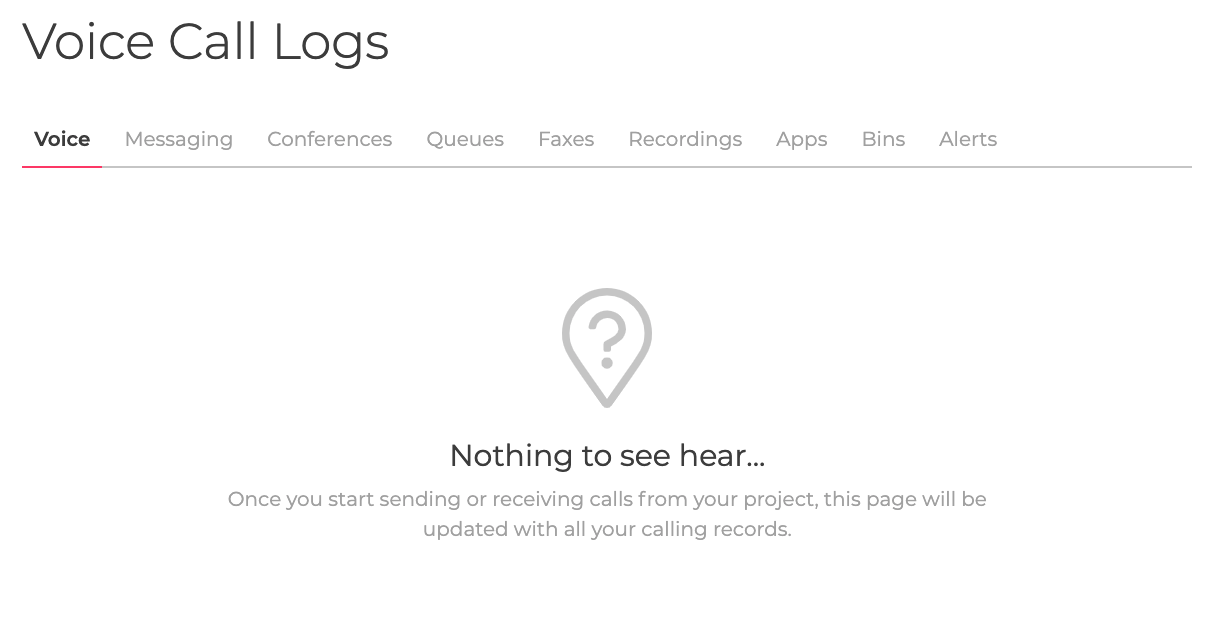 Voice Call Logs
Voice Messaging Conferences Queues Faxes Recordings Apps Bins Alerts
?
Nothing to see hear...
Once you start sending or receiving calls from your project, this page will be
updated with all your calling records.